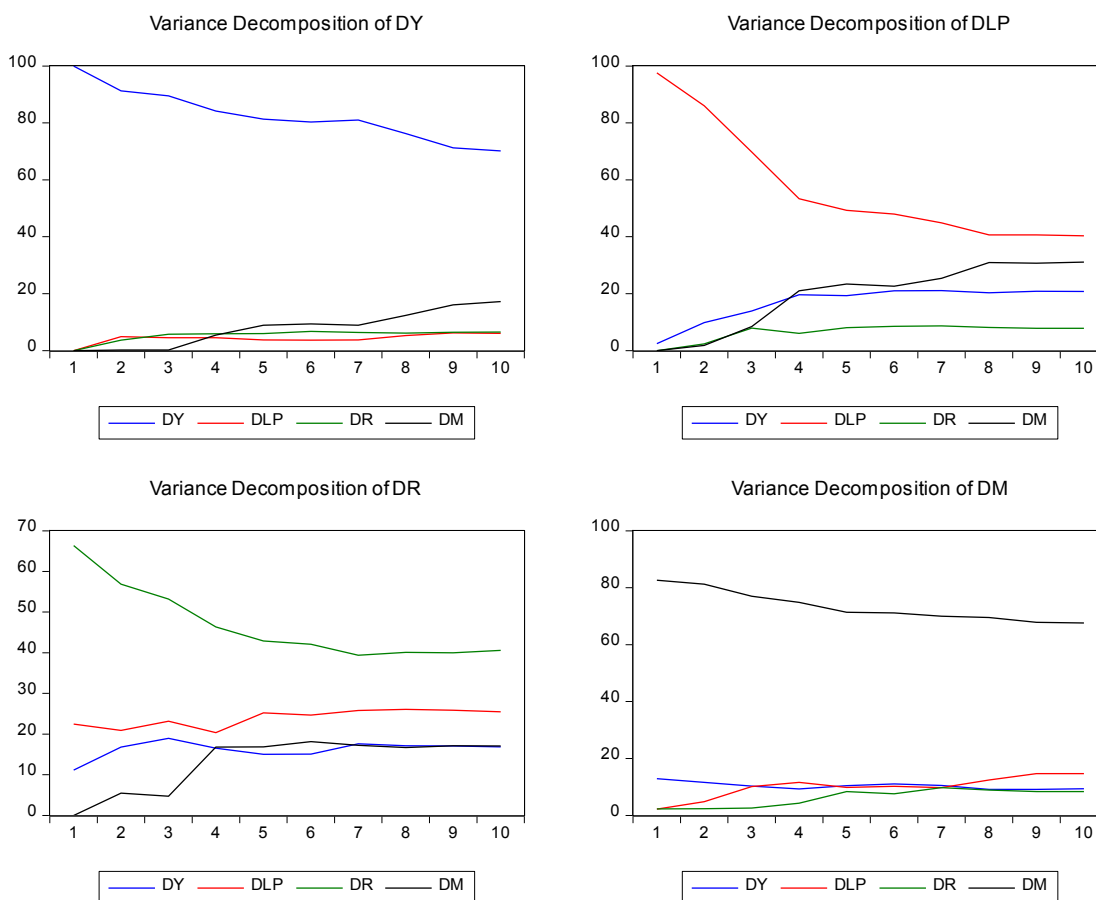 Variance Decomposition of DY
100
80
60
40
20
0
1 2 3 4 5 6 7 8 9 10
DY DLP DR DM
Variance Decomposition of DLP
100
80
60
40
20
0
1 2 3 4 5 6 7 8 9 10
DY DLP DR DM
Variance Decomposition of DR
70
60
50
40
30
20
10
0
1 2 3 4 5 6 7 8 9 10
DY DLP DR DM
Variance Decomposition of DM
100
80
60
40
20
0
1 2 3 4 5 6 7 8 9 10
DY DLP DR DM